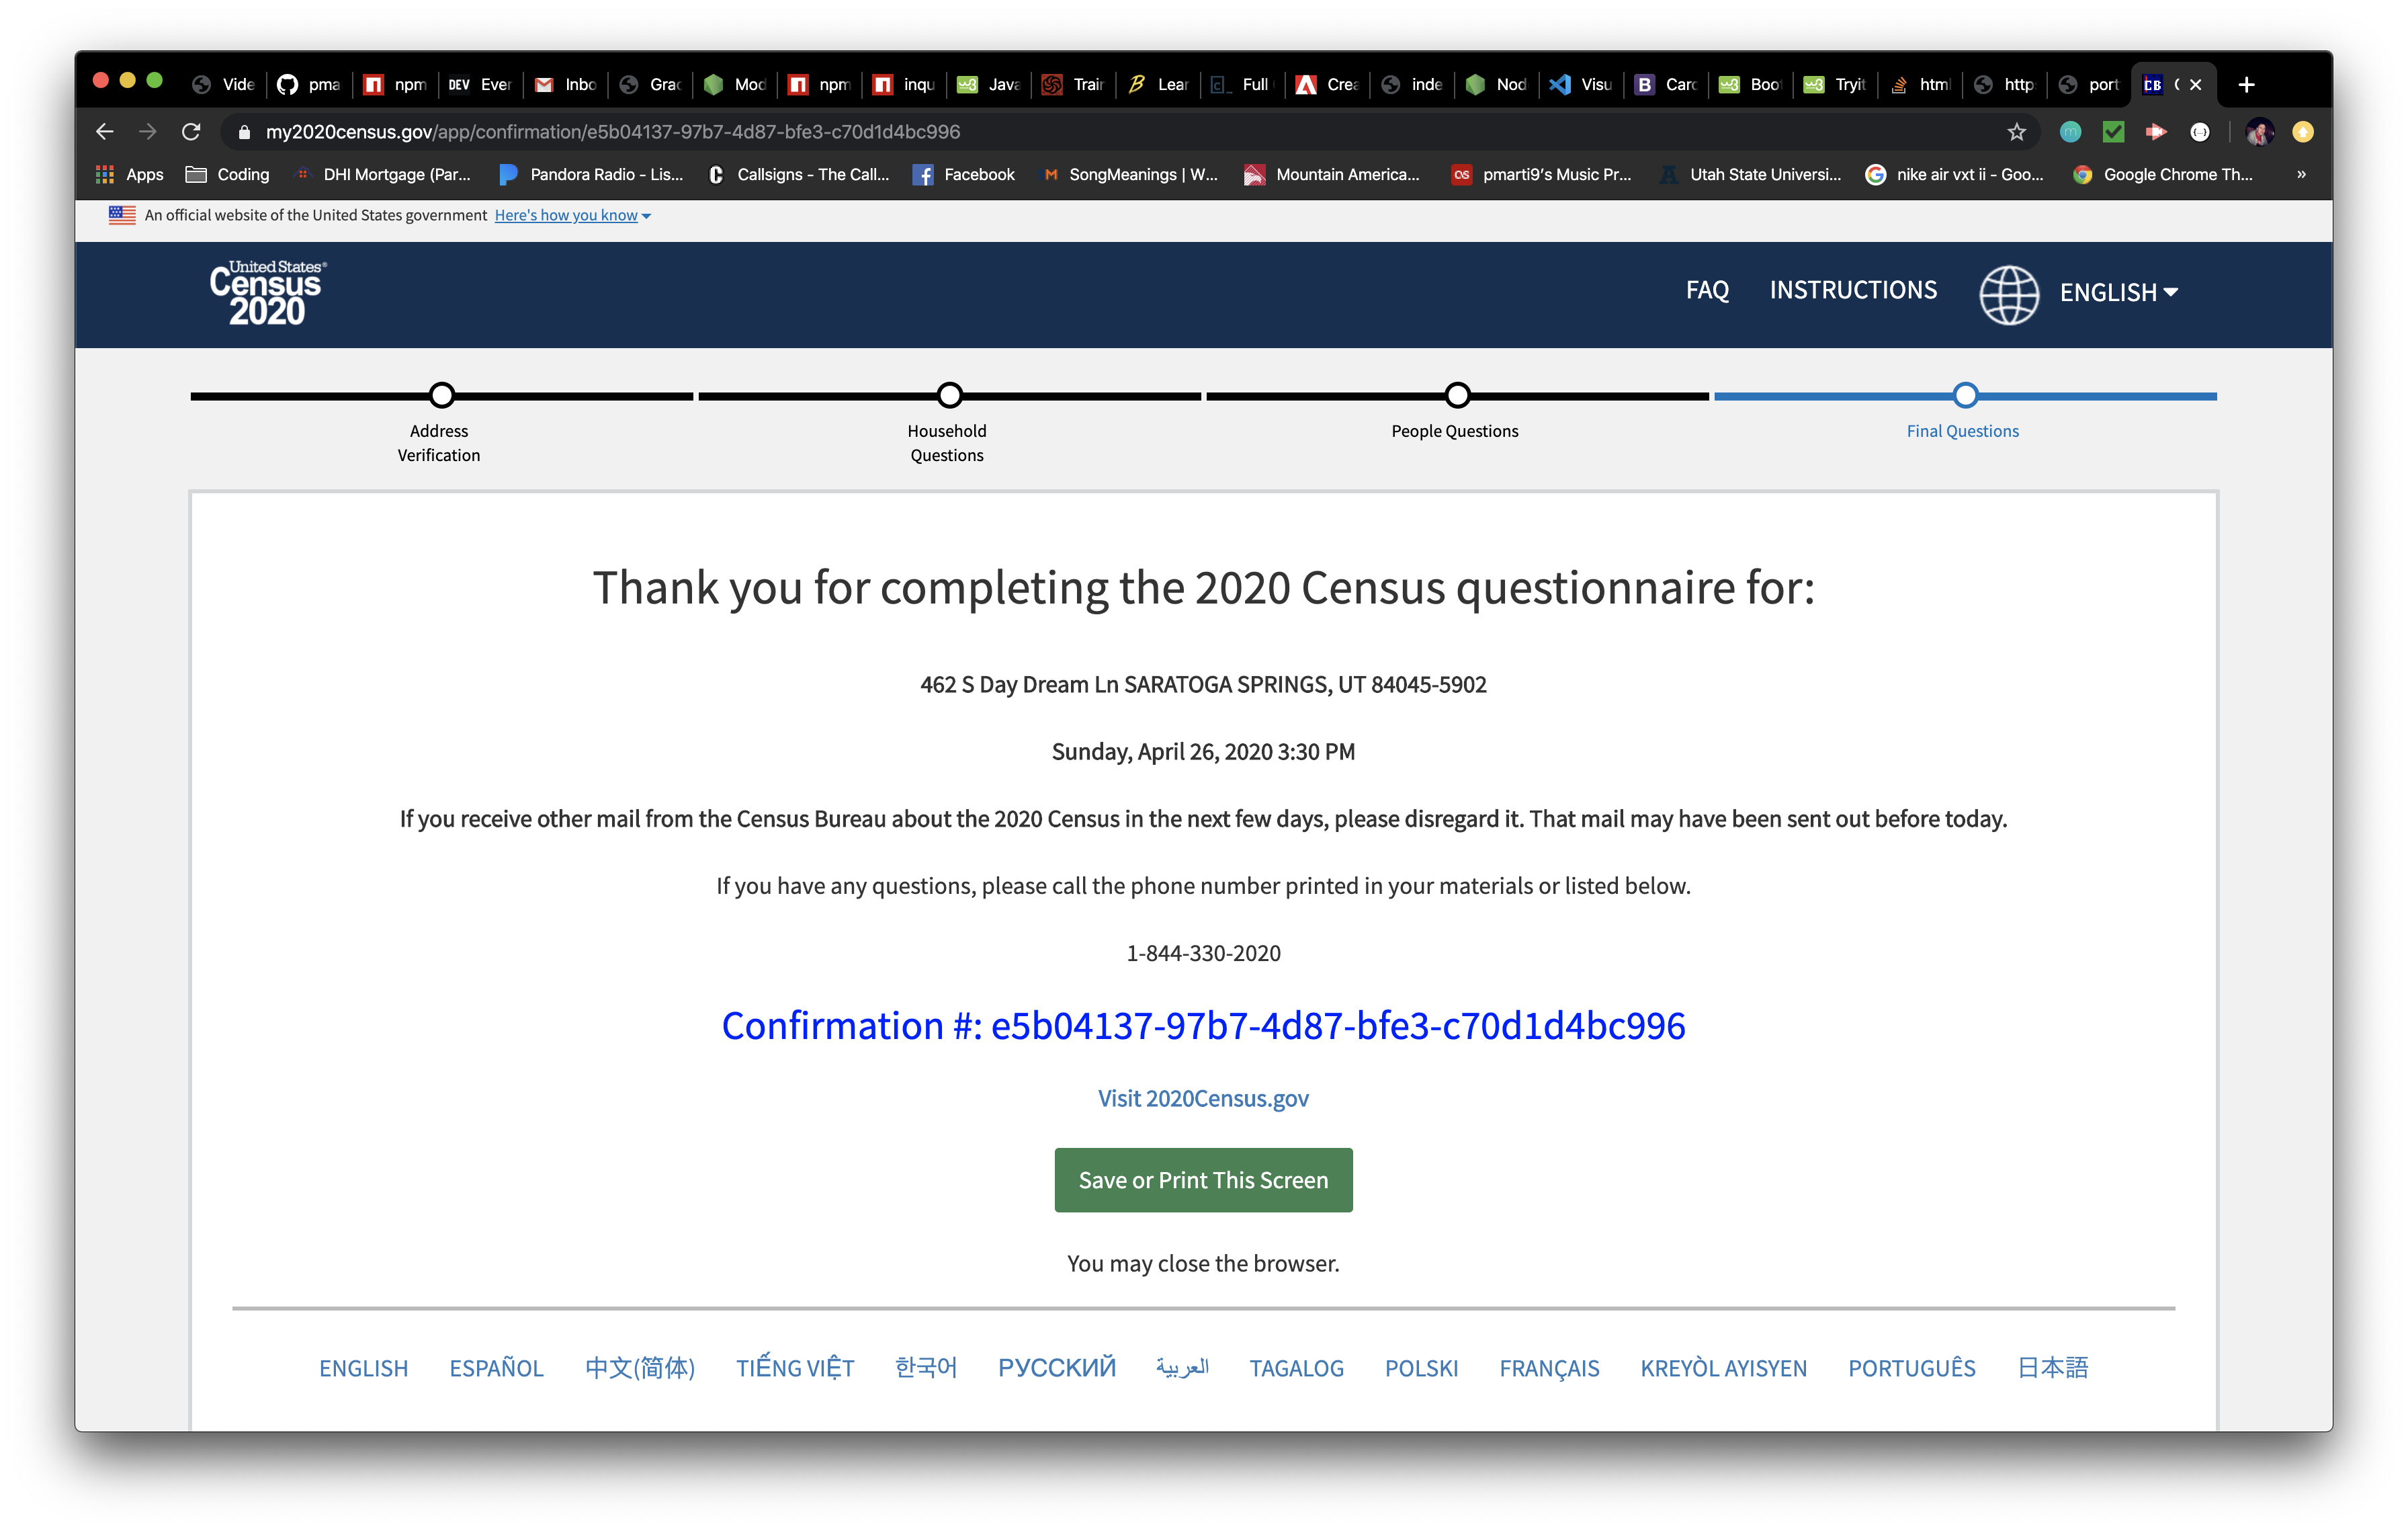 Vide
pma
npm
DEV Ever
Inbo
Grac
Mod
npm
inqu
Java
Trair
Lear
Full
Crea
inde
Nod
Visu
B Carc
Boot
Tryit
html
http
port
CB
my2020census.gov/app/confirmation/e5b04137-97b7-4d87-bfe3-c70d1d4bc996
Apps Coding DHI Mortgage (Par... Pandora Radio - Lis... Callsigns - The Call... Facebook SongMeanings | W... Mountain America... pmarti9's Music Pr... Utah State Universi... nike air vxt ii - Goo... Google Chrome Th... »
An official website of the United States government Here's how you know
United States®
Census
2020
FAQ INSTRUCTIONS ENGLISH
Address
Verification
Household
Questions
People Questions
Final Questions
Thank you for completing the 2020 Census questionnaire for:
462 S Day Dream Ln SARATOGA SPRINGS, UT 84045-5902
Sunday, April 26, 2020 3:30 PM
If you receive other mail from the Census Bureau about the 2020 Census in the next few days, please disregard it. That mail may have been sent out before today.
If you have any questions, please call the phone number printed in your materials or listed below.
1-844-330-2020
Confirmation #: e5b04137-97b7-4d87-bfe3-c70d1d4bc996
Visit 2020Census.gov
Save or Print This Screen
You may close the browser.
ENGLISH ESPAÑOL 中文(简体) TIẾNG VIỆT 한국어 РУССКИЙ العربية TAGALOG POLSKI FRANÇAIS KREYÒL AYISYEN PORTUGUÊS 日本語